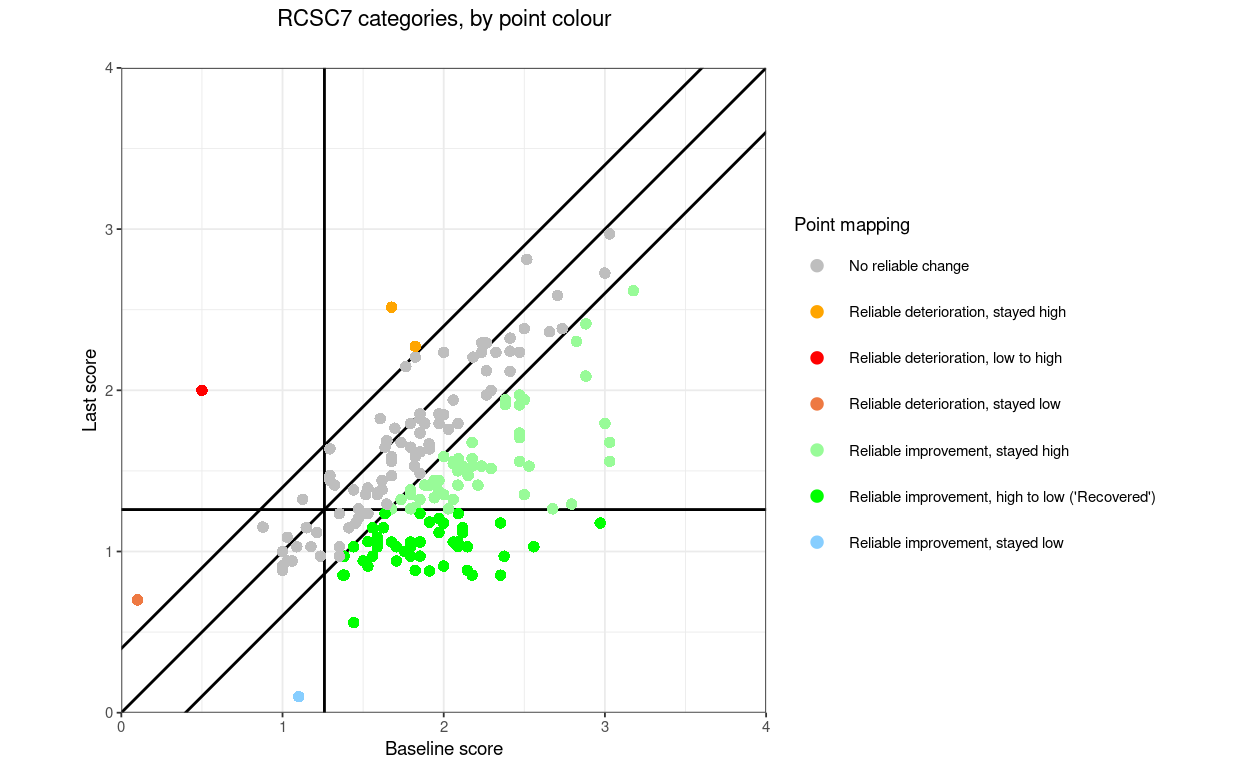 RCSC7 categories, by point colour
4
3
2
1
0
Last score
0 1 2 3 4
Baseline score
Point mapping
No reliable change
Reliable deterioration, stayed high
Reliable deterioration, low to high
Reliable deterioration, stayed low
Reliable improvement, stayed high
Reliable improvement, high to low ('Recovered')
Reliable improvement, stayed low